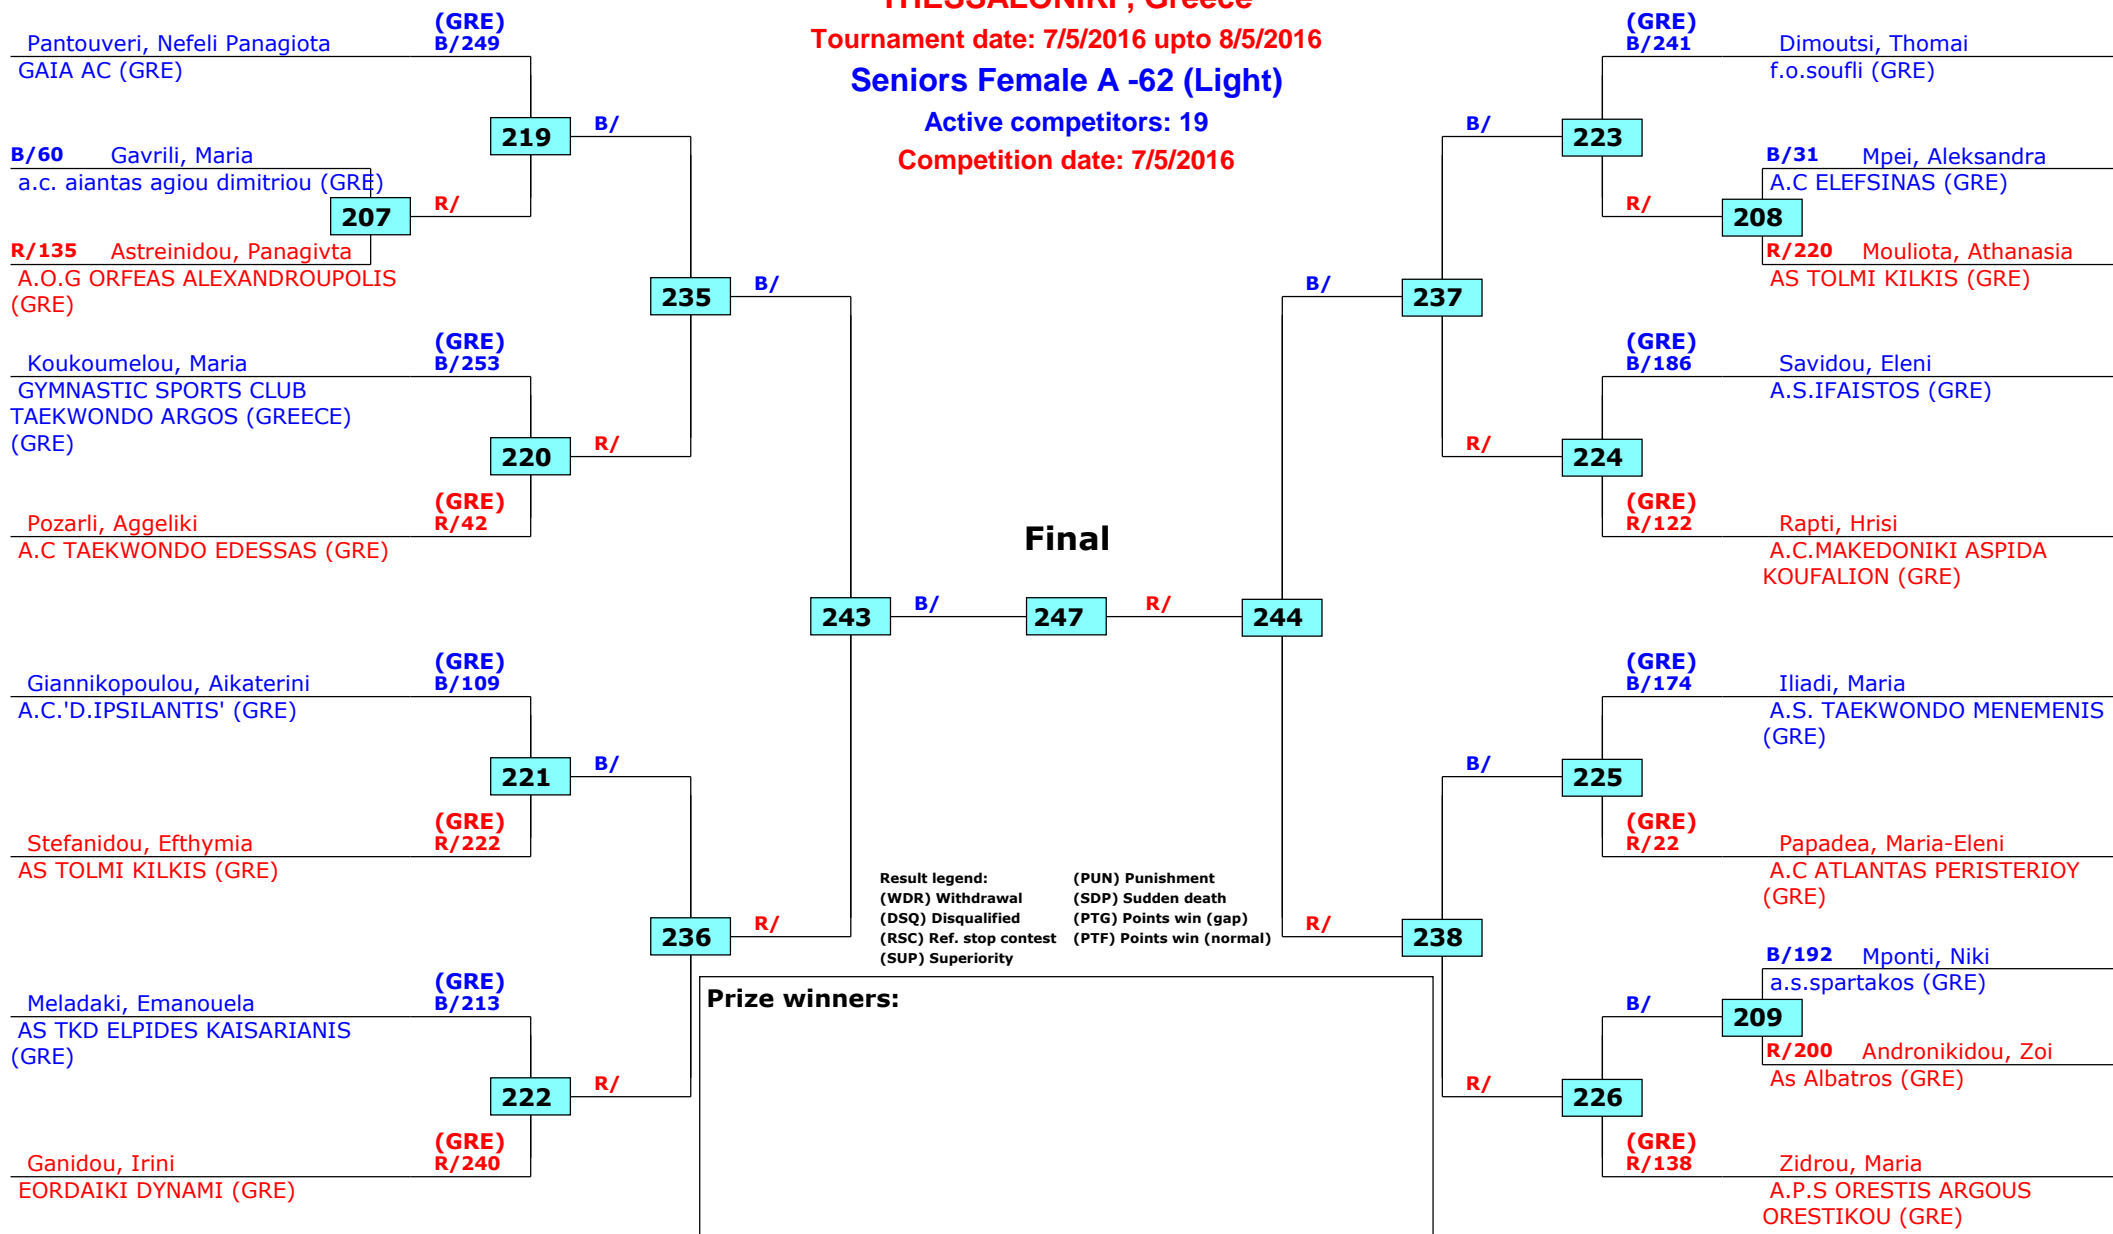 THESSALONIKI , Greece
Tournament date: 7/5/2016 upto 8/5/2016
Seniors Female A -62 (Light)
Active competitors: 19
Competition date: 7/5/2016
(GRE)
Pantouveri, Nefeli Panagiota B/249
GAIA AC (GRE)
219
B/
B/60 Gavrili, Maria
a.c. aiantas agiou dimitriou (GRE)
207
R/
R/135 Astreinidou, Panagivta
A.O.G ORFEAS ALEXANDROUPOLIS
(GRE)
235
B/
(GRE)
Koukoumelou, Maria B/253
GYMNASTIC SPORTS CLUB
TAEKWONDO ARGOS (GREECE)
(GRE)
220
R/
(GRE)
Pozarli, Aggeliki R/42
A.C TAEKWONDO EDESSAS (GRE)
Final
243
B/
247
R/
244
(GRE)
Giannikopoulou, Aikaterini B/109
A.C.'D.IPSILANTIS' (GRE)
221
B/
(GRE)
Stefanidou, Efthymia R/222
AS TOLMI KILKIS (GRE)
236
R/
(GRE)
Meladaki, Emanouela B/213
AS TKD ELPIDES KAISARIANIS
(GRE)
222
R/
(GRE)
Ganidou, Irini R/240
EORDAIKI DYNAMI (GRE)
(GRE)
B/241 Dimoutsi, Thomai
f.o.soufli (GRE)
B/
223
B/31 Mpei, Aleksandra
A.C ELEFSINAS (GRE)
R/
208
R/220 Mouliota, Athanasia
AS TOLMI KILKIS (GRE)
B/
237
(GRE)
B/186 Savidou, Eleni
A.S.IFAISTOS (GRE)
R/
224
(GRE)
R/122 Rapti, Hrisi
A.C.MAKEDONIKI ASPIDA
KOUFALION (GRE)
(GRE)
B/174 Iliadi, Maria
A.S. TAEKWONDO MENEMENIS
(GRE)
B/
225
(GRE)
R/22 Papadea, Maria-Eleni
A.C ATLANTAS PERISTERIOY
(GRE)
R/
238
B/192 Mponti, Niki
a.s.spartakos (GRE)
B/
209
R/200 Andronikidou, Zoi
As Albatros (GRE)
R/
226
(GRE)
R/138 Zidrou, Maria
A.P.S ORESTIS ARGOUS
ORESTIKOU (GRE)
Result legend: (PUN) Punishment
(WDR) Withdrawal (SDP) Sudden death
(DSQ) Disqualified (PTG) Points win (gap)
(RSC) Ref. stop contest (PTF) Points win (normal)
(SUP) Superiority
Prize winners: